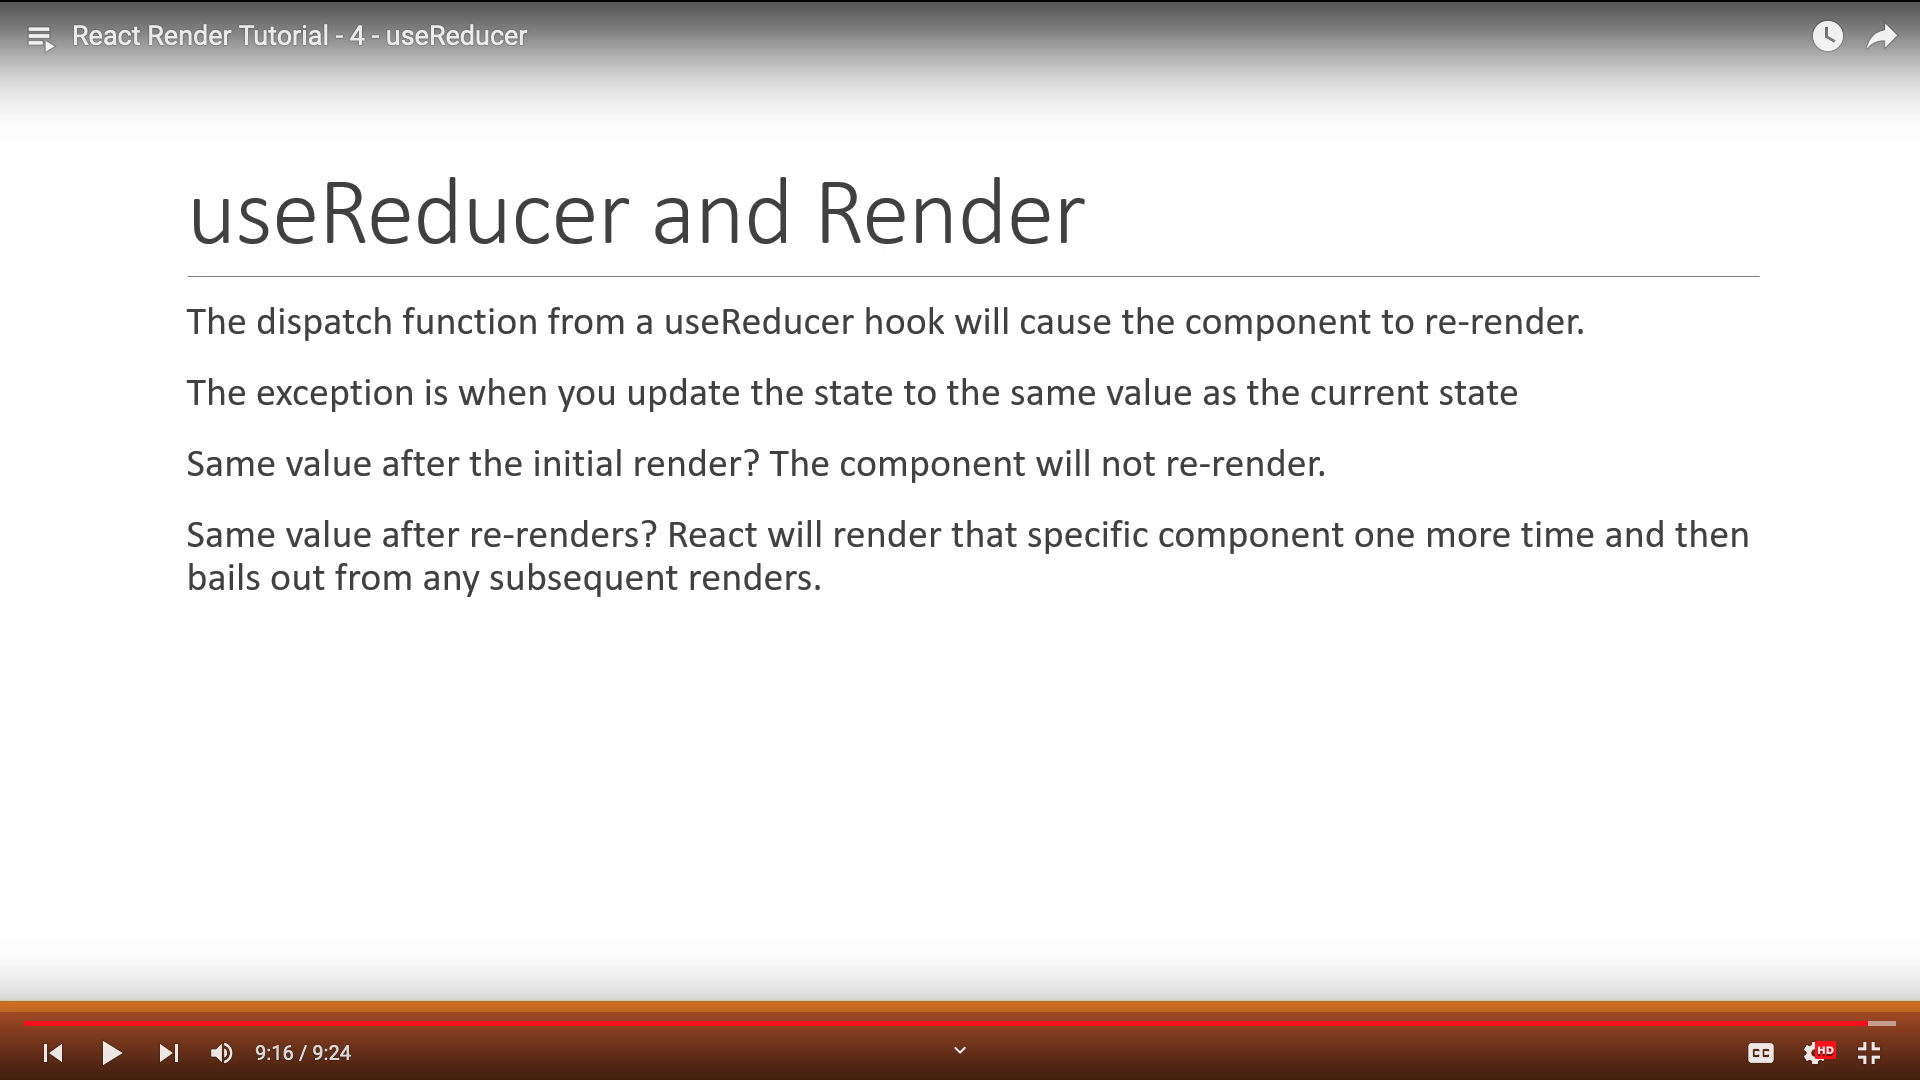 React Render Tutorial - 4 - useReducer
useReducer and Render
The dispatch function from a useReducer hook will cause the component to re-render.
The exception is when you update the state to the same value as the current state
Same value after the initial render? The component will not re-render.
Same value after re-renders? React will render that specific component one more time and then
bails out from any subsequent renders.
9:16 / 9:24
CC
HD